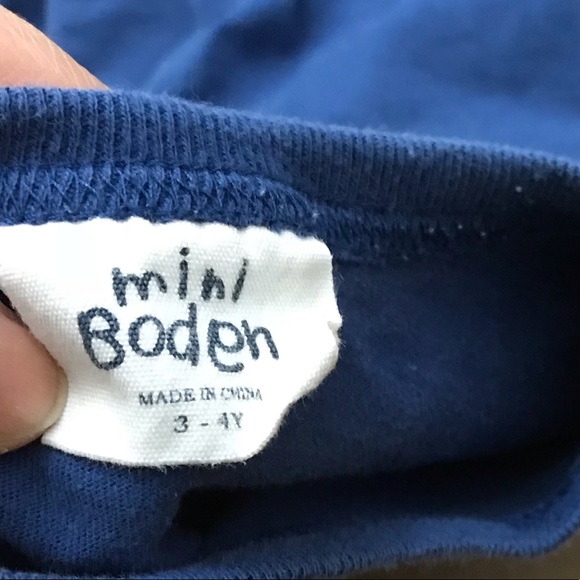 mini
Boden
MADE IN CHINA
3 - 4Y